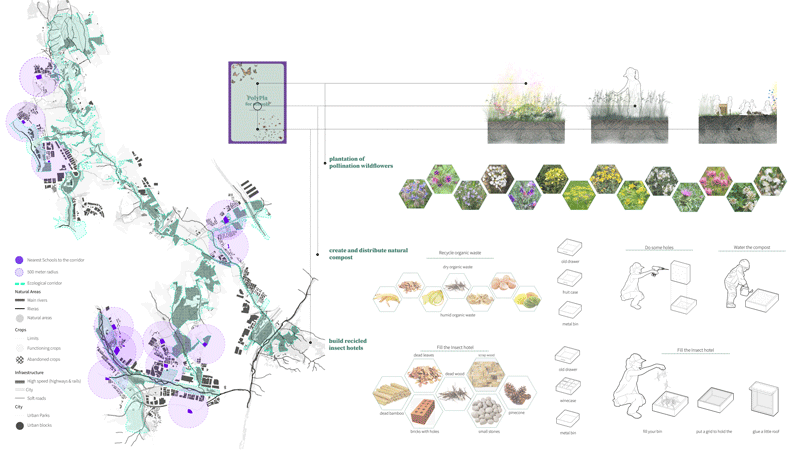 Nearest Schools to the corridor
500 meter radius
Ecological corridor
Natural Areas
Main rivers
Rivers
Natural areas
Crops
Limits
Functioning crops
Abandoned crops
Infraestructure
High speed (highways & rails)
City
Soft roads
City
Urban Parks
Urban blocks
plantation of
pollination wildflowers
create and distribute natural
compost
build recicled
insect hotels
Recycle organic waste
dry organic waste
humid organic waste
old drawer
fruit case
metal bin
Do some holes
Water the compost
Fill the insect hotel
dead leaves
scrap wood
dead wood
dead bamboo
bricks with holes
small stones
pinecone
old drawer
winecase
metal bin
Fill the insect hotel
fill your bin
put a grid to hold the
glue a little roof